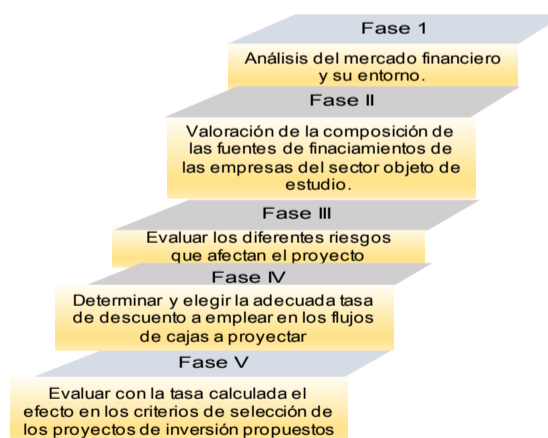 Fase 1
Análisis del mercado financiero
y su entorno.
Fase II
Valoración de la composición de
las fuentes de finaciamientos de
las empresas del sector objeto de
estudio.
Fase III
Evaluar los diferentes riesgos
que afectan el proyecto
Fase IV
Determinar y elegir la adecuada tasa
de descuento a emplear en los flujos
de cajas a proyectar
Fase V
Evaluar con la tasa calculada el
efecto en los criterios de selección de
los proyectos de inversión propuestos